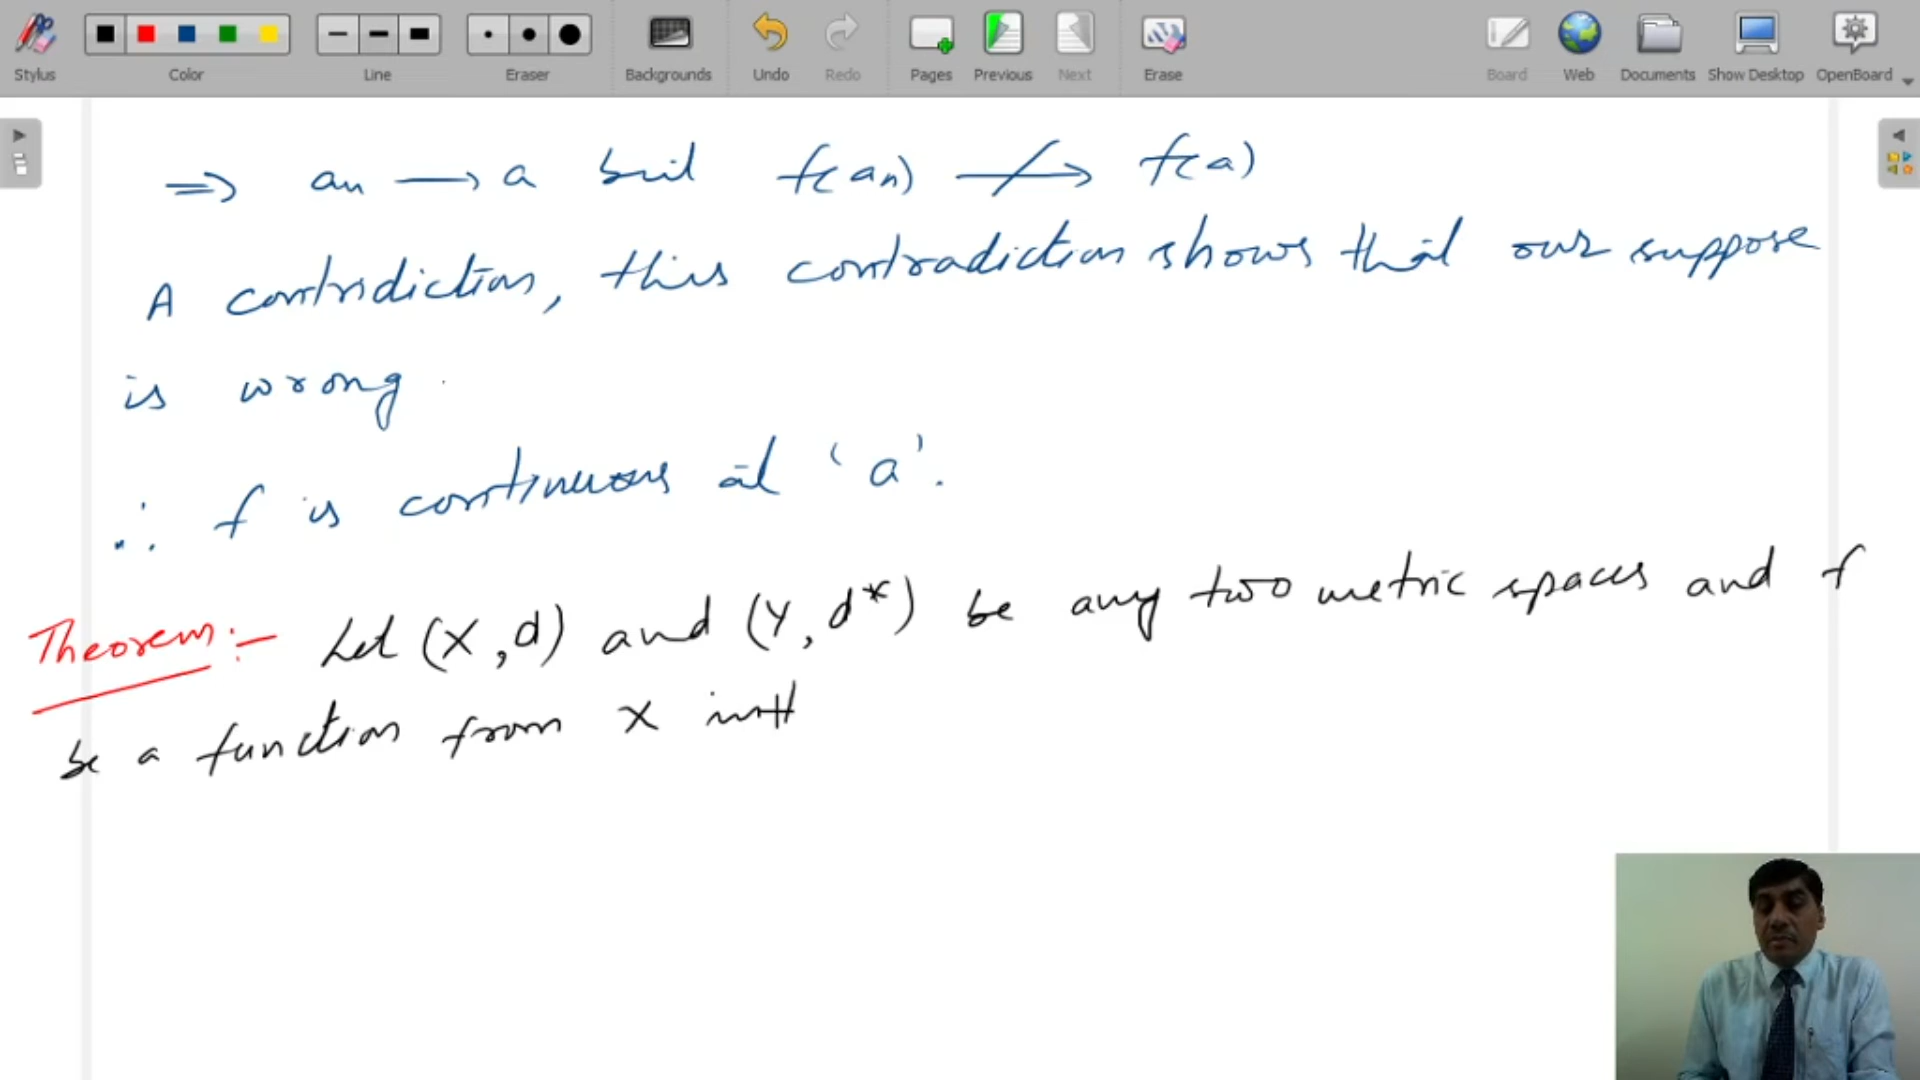 Stylus Color Line Eraser Backgrounds Undo Redo Pages Previous Next Erase Board Web Documents Show Desktop OpenBoard
⇒ an → a but f(an) ↛ f(a)
A contridiction, this contradiction shows that our suppose
is wrong.
∴ f is continuous at 'a'.
Theorem:- Let (X,d) and (Y,d*) be any two metric spaces and f
be a function from X